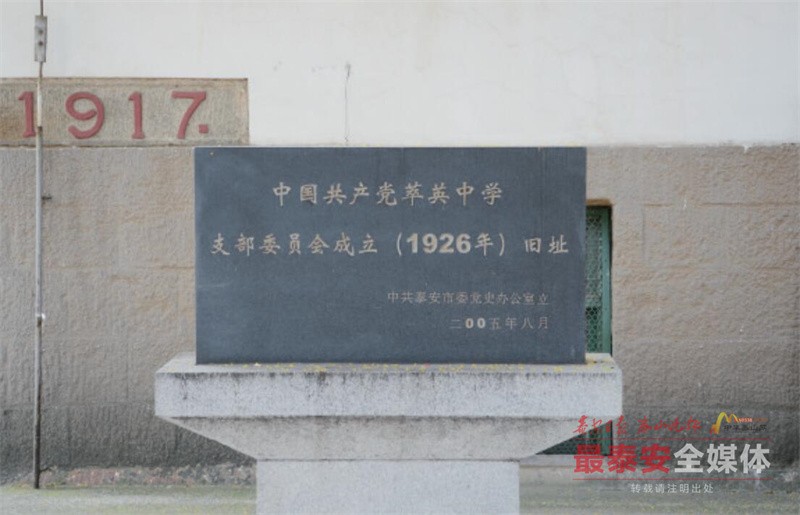 1917.
中国共产党萃英中学
支部委员会成立（1926年）旧址
中共泰安市委党史办公室立
二00五年八月
最泰安全媒体
转载请注明出处